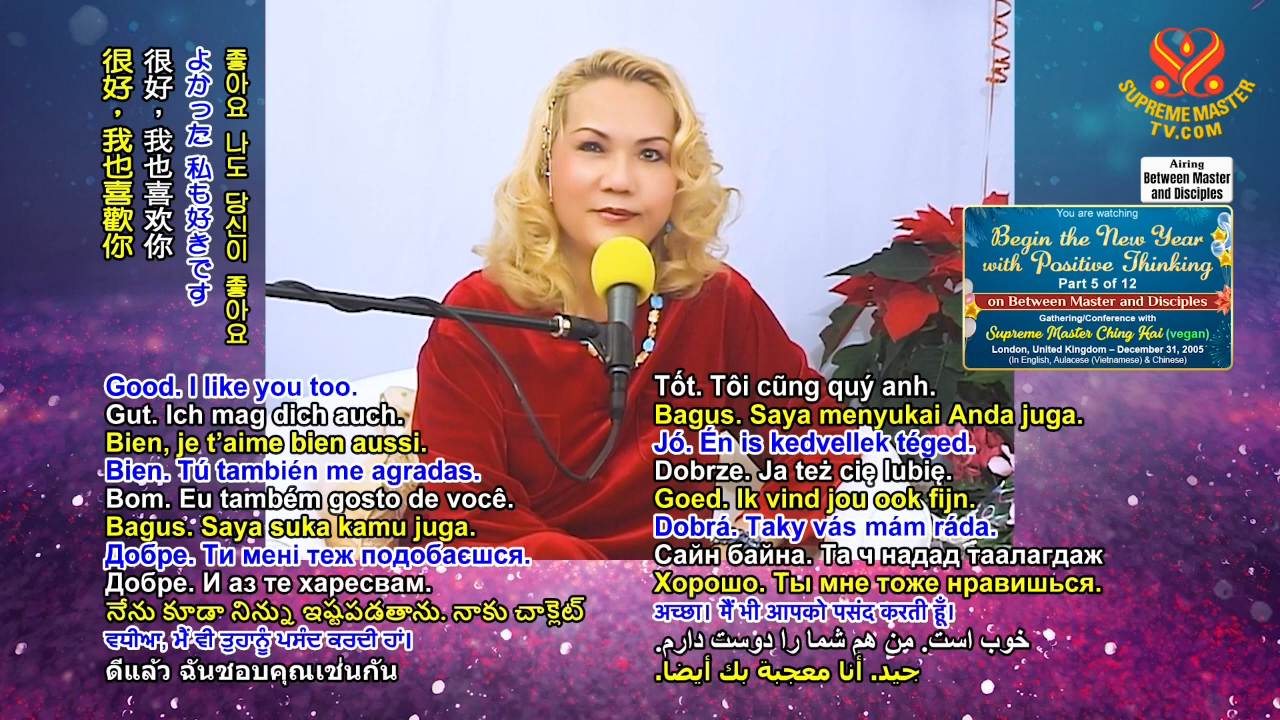 很好，我也喜歡你
很好，我也喜欢你
よかった 私も好きです
좋아요 나도 당신이 좋아요
SUPREME MASTER
TV.COM
Airing
Between Master
and Disciples
You are watching
Begin the New Year
with Positive Thinking
Part 5 of 12
on Between Master and Disciples
Gathering/Conference with
Supreme Master Ching Hai (vegan)
London, United Kingdom – December 31, 2005
(In English, Aulacese (Vietnamese) & Chinese)
Good. I like you too.
Gut. Ich mag dich auch.
Bien, je t’aime bien aussi.
Bien. Tú también me agradas.
Bom. Eu também gosto de você.
Bagus. Saya suka kamu juga.
Добре. Ти мені теж подобаєшся.
Добре. И аз те харесвам.
నేను కూడా నిన్ను ఇష్టపడతాను. నాకు చాక్లెట్
ਵਧੀਆ, ਮੈਂ ਵੀ ਤੁਹਾਨੂੰ ਪਸੰਦ ਕਰਦੀ ਹਾਂ।
ดีแล้ว ฉันชอบคุณเช่นกัน
Tốt. Tôi cũng quý anh.
Bagus. Saya menyukai Anda juga.
Jó. Én is kedvellek téged.
Dobrze. Ja też cię lubię.
Goed. Ik vind jou ook fijn.
Dobrá. Taky vás mám ráda.
Сайн байна. Та ч надад таалагдаж
Хорошо. Ты мне тоже нравишься.
अच्छा। मैं भी आपको पसंद करती हूँ।
خوب است. من هم شما را دوست دارم.
جيد. أنا معجبة بك أيضا.